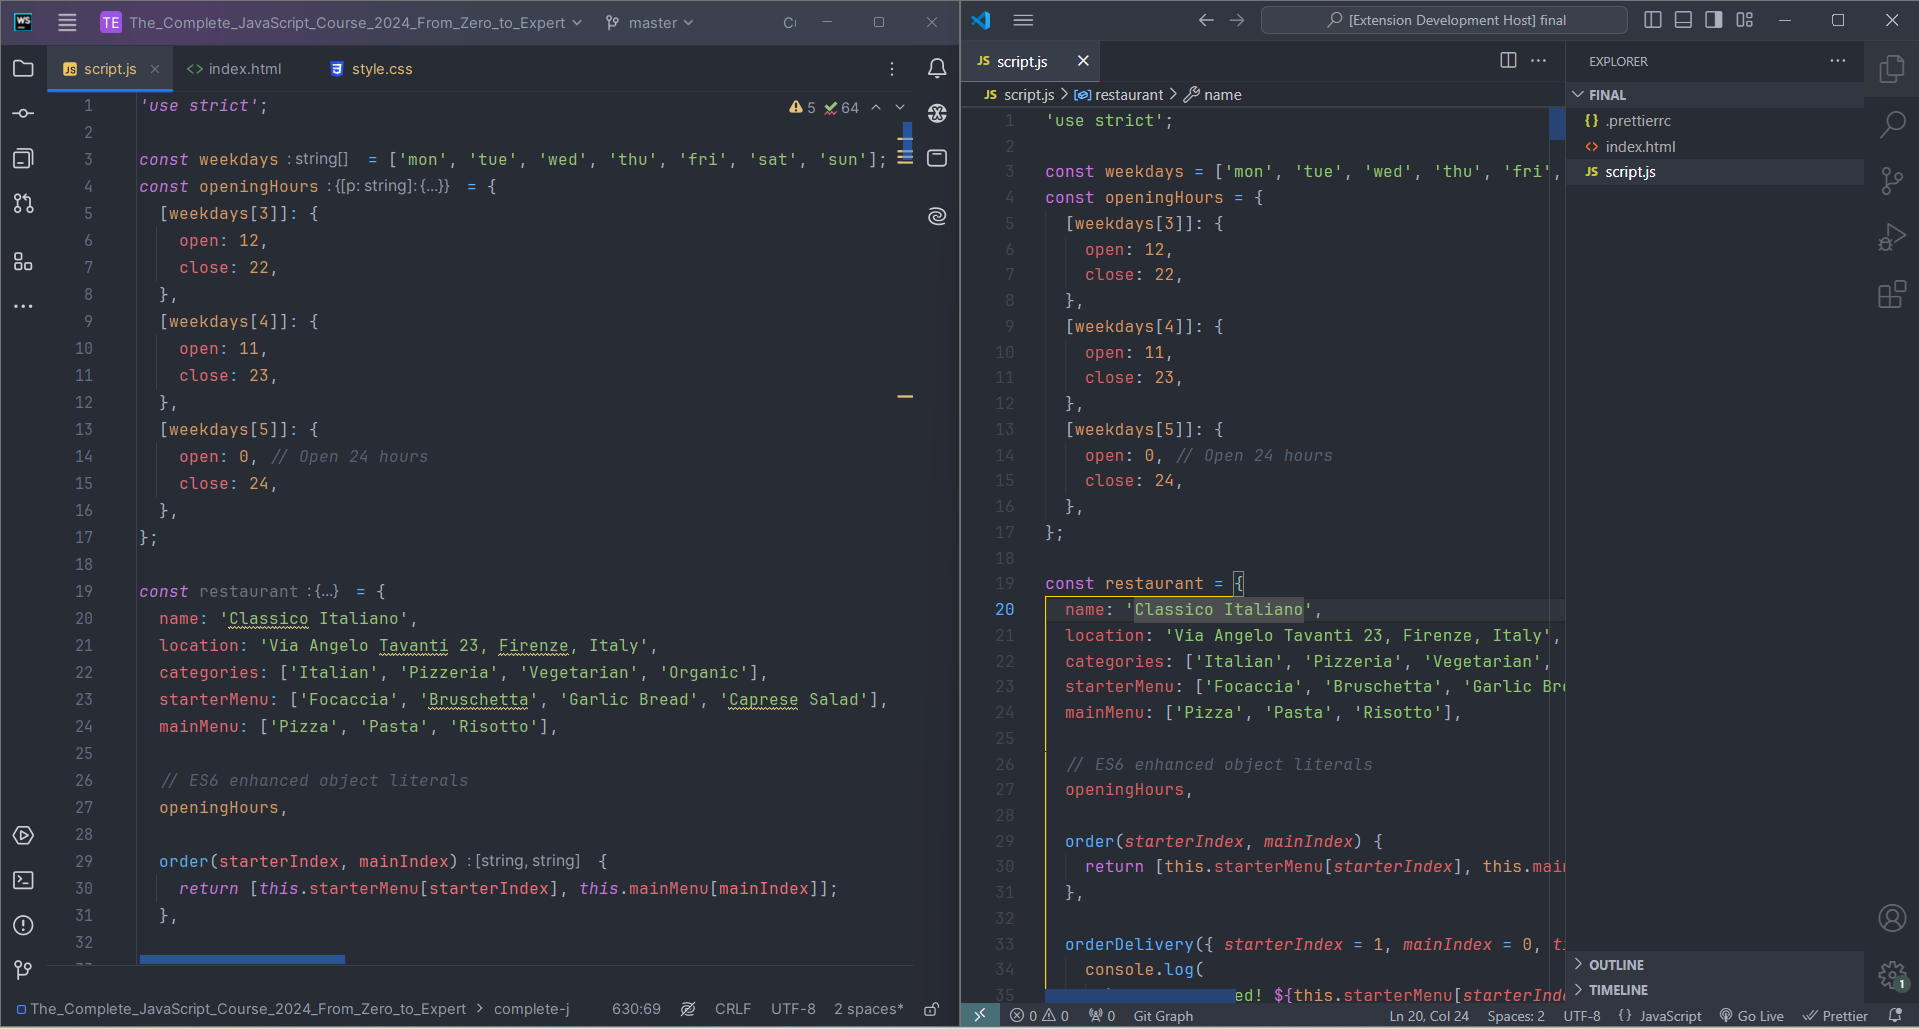 WS
TE The_Complete_JavaScript_Course_2024_From_Zero_to_Expert master
JS script.js
<> index.html
style.css
5 64
1 'use strict';
2
3 const weekdays : string[] = ['mon', 'tue', 'wed', 'thu', 'fri', 'sat', 'sun'];
4 const openingHours : {[p: string]: {...}} = {
5 [weekdays[3]]: {
6 open: 12,
7 close: 22,
8 },
9 [weekdays[4]]: {
10 open: 11,
11 close: 23,
12 },
13 [weekdays[5]]: {
14 open: 0, // Open 24 hours
15 close: 24,
16 },
17 };
18
19 const restaurant : {...} = {
20 name: 'Classico Italiano',
21 location: 'Via Angelo Tavanti 23, Firenze, Italy',
22 categories: ['Italian', 'Pizzeria', 'Vegetarian', 'Organic'],
23 starterMenu: ['Focaccia', 'Bruschetta', 'Garlic Bread', 'Caprese Salad'],
24 mainMenu: ['Pizza', 'Pasta', 'Risotto'],
25
26 // ES6 enhanced object literals
27 openingHours,
28
29 order(starterIndex, mainIndex) : [string, string] {
30 return [this.starterMenu[starterIndex], this.mainMenu[mainIndex]];
31 },
32
The_Complete_JavaScript_Course_2024_From_Zero_to_Expert > complete-j 630:69 CRLF UTF-8 2 spaces*
[Extension Development Host] final
JS script.js
JS script.js > restaurant > name
1 'use strict';
2
3 const weekdays = ['mon', 'tue', 'wed', 'thu', 'fri',
4 const openingHours = {
5 [weekdays[3]]: {
6 open: 12,
7 close: 22,
8 },
9 [weekdays[4]]: {
10 open: 11,
11 close: 23,
12 },
13 [weekdays[5]]: {
14 open: 0, // Open 24 hours
15 close: 24,
16 },
17 };
18
19 const restaurant = {
20 name: 'Classico Italiano',
21 location: 'Via Angelo Tavanti 23, Firenze, Italy',
22 categories: ['Italian', 'Pizzeria', 'Vegetarian',
23 starterMenu: ['Focaccia', 'Bruschetta', 'Garlic Bre
24 mainMenu: ['Pizza', 'Pasta', 'Risotto'],
25
26 // ES6 enhanced object literals
27 openingHours,
28
29 order(starterIndex, mainIndex) {
30 return [this.starterMenu[starterIndex], this.mai
31 },
32
33 orderDelivery({ starterIndex = 1, mainIndex = 0, ti
34 console.log(
35 ed! ${this.starterMenu[starterInde
EXPLORER
FINAL
{} .prettierrc
<> index.html
JS script.js
OUTLINE
TIMELINE
1
0 0 0 Git Graph Ln 20, Col 24 Spaces: 2 UTF-8 {} JavaScript Go Live Prettier